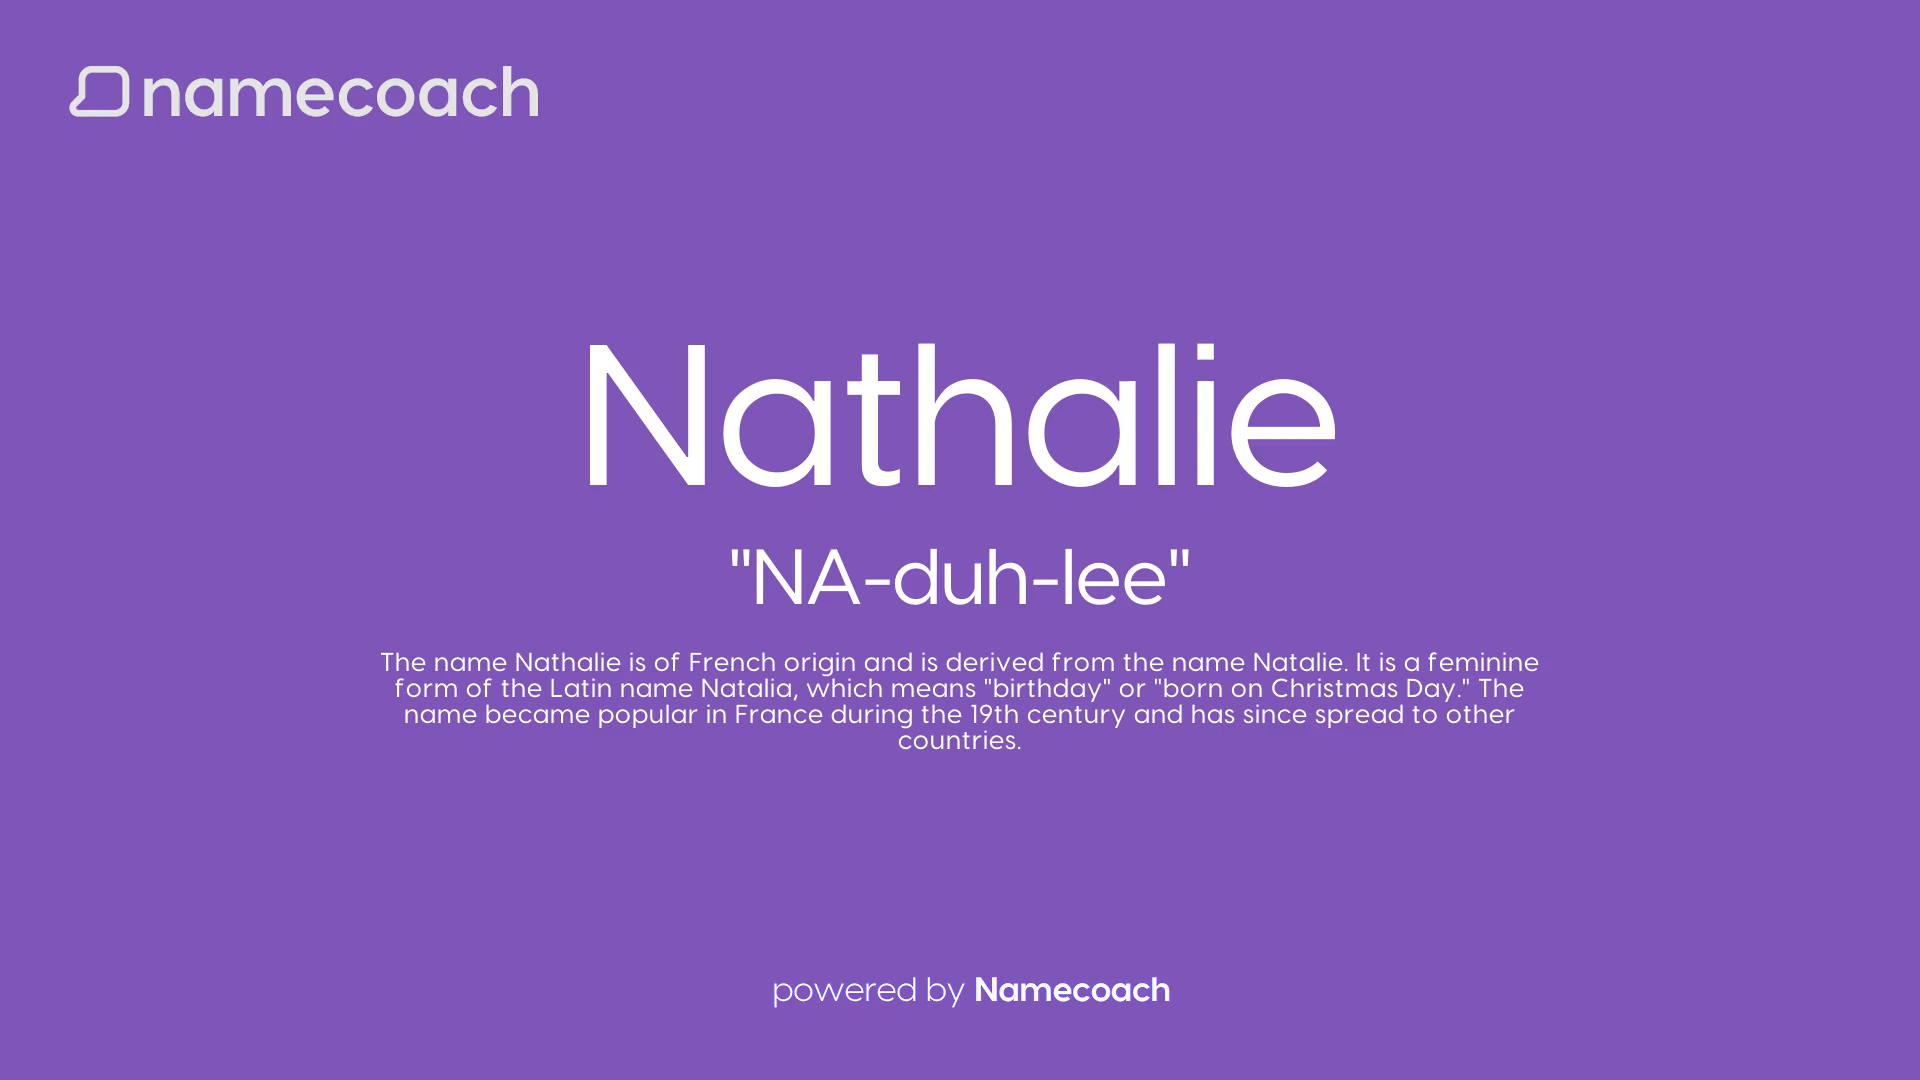 namecoach
Nathalie
"NA-duh-lee"
The name Nathalie is of French origin and is derived from the name Natalie. It is a feminine
form of the Latin name Natalia, which means "birthday" or "born on Christmas Day." The
name became popular in France during the 19th century and has since spread to other
countries.
powered by Namecoach